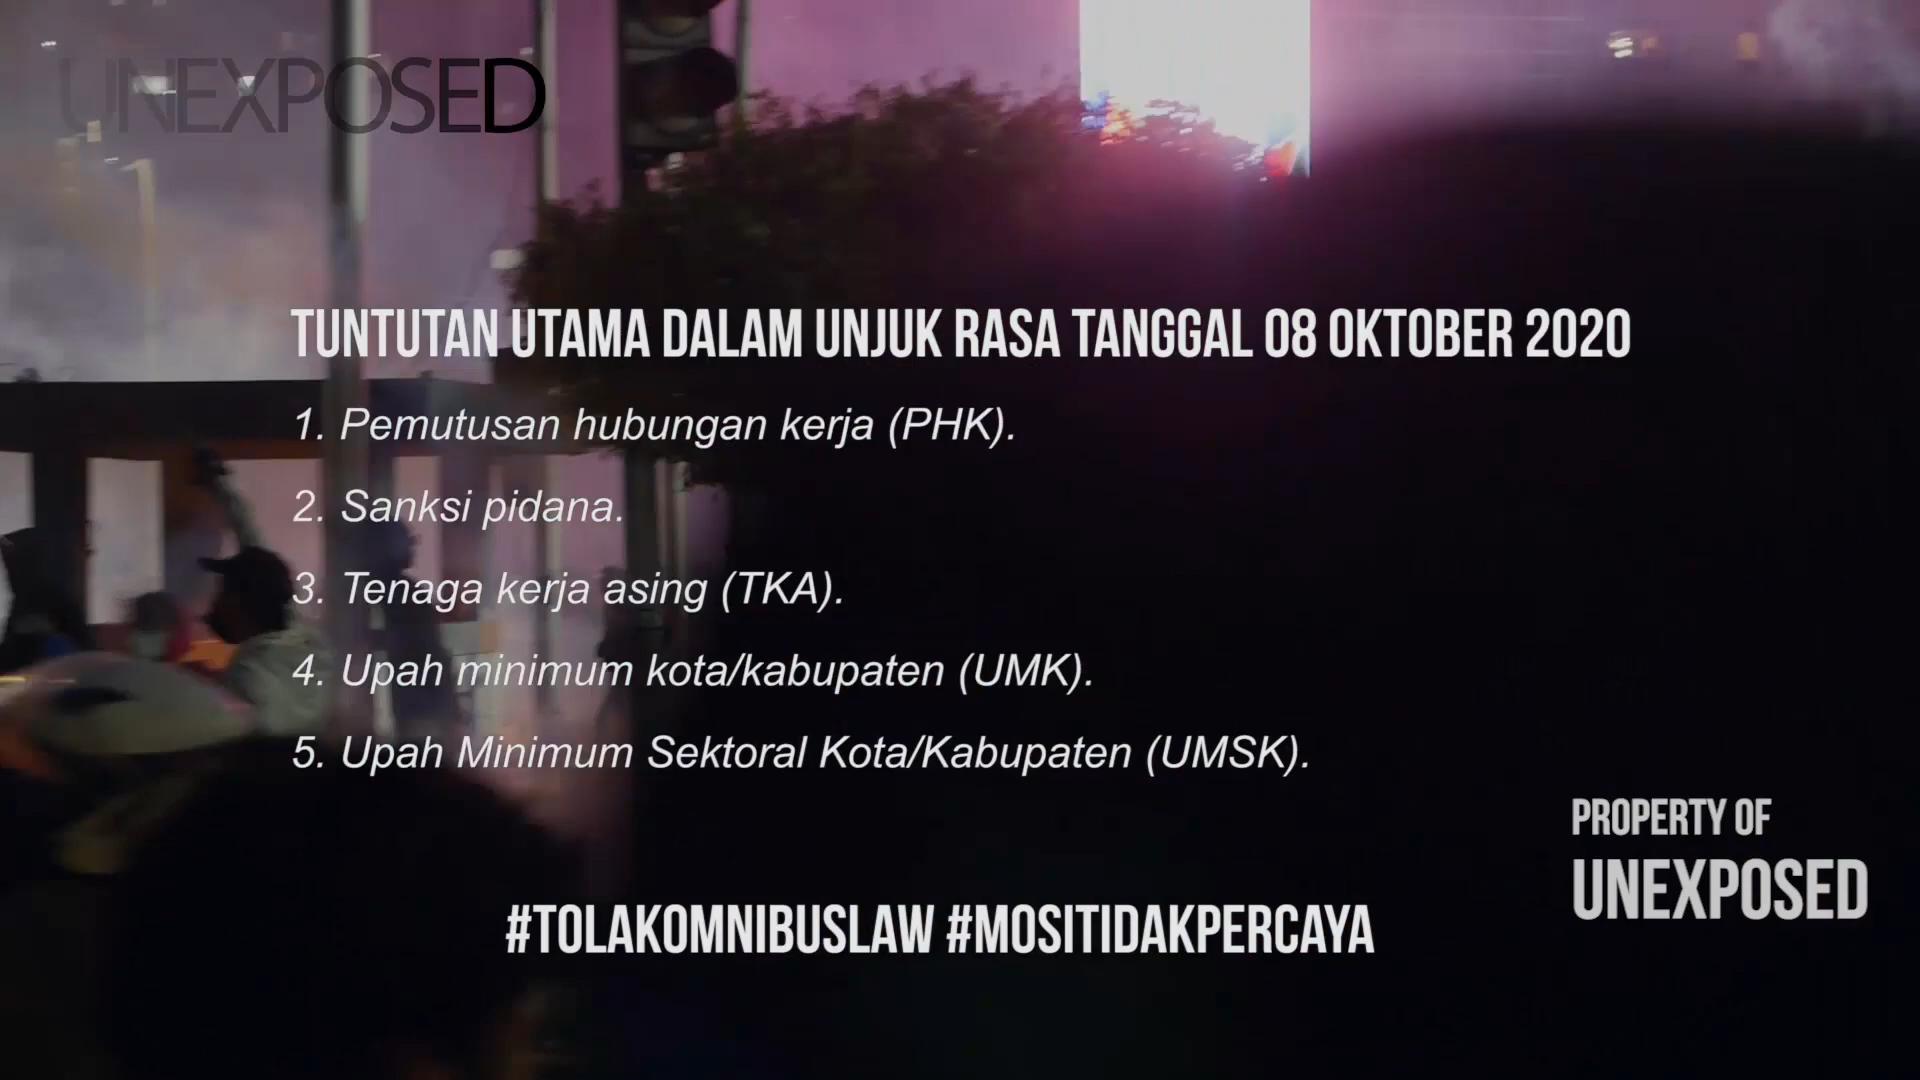 UNEXPOSED
TUNTUTAN UTAMA DALAM UNJUK RASA TANGGAL 08 OKTOBER 2020
1. Pemutusan hubungan kerja (PHK).
2. Sanksi pidana.
3. Tenaga kerja asing (TKA).
4. Upah minimum kota/kabupaten (UMK).
5. Upah Minimum Sektoral Kota/Kabupaten (UMSK).
PROPERTY OF
UNEXPOSED
#TOLAKOMNIBUSLAW #MOSITIDAKPERCAYA